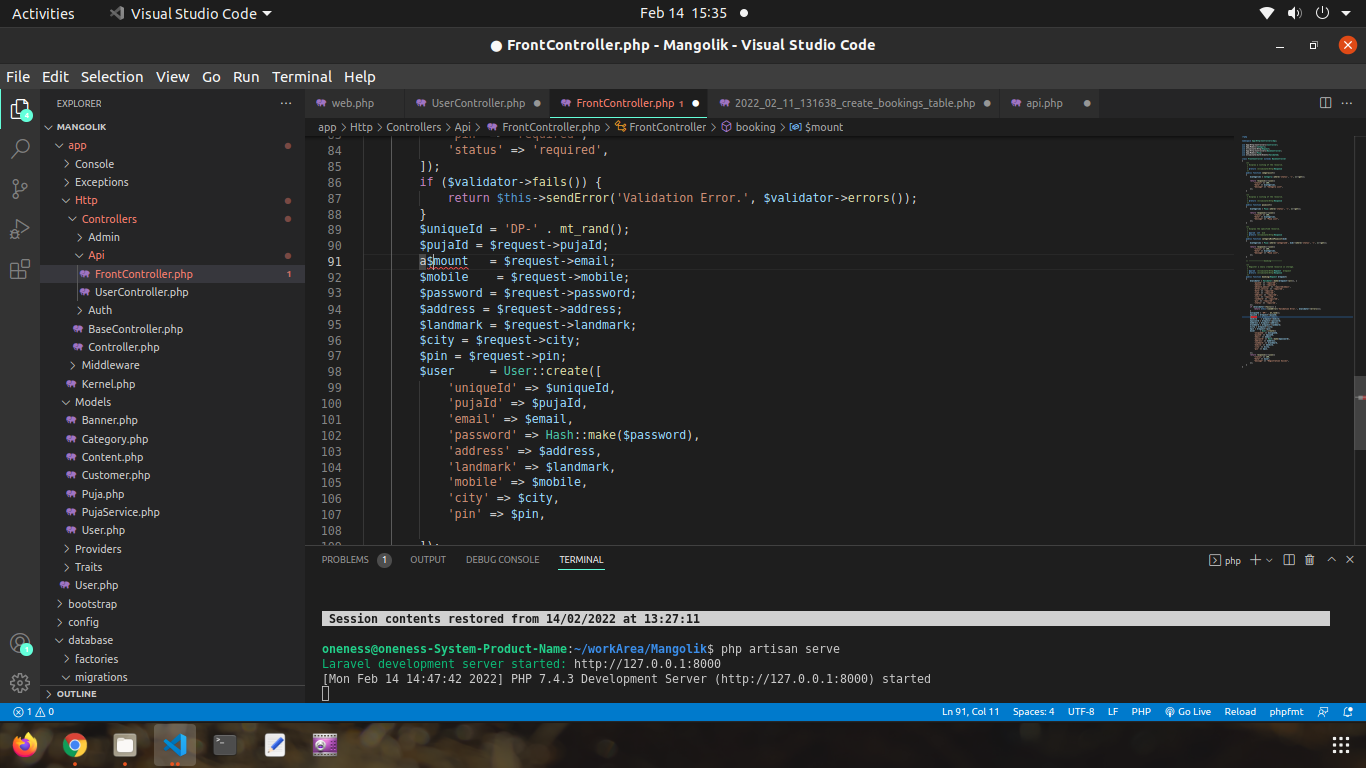 Activities Visual Studio Code Feb 14 15:35
● FrontController.php - Mangolik - Visual Studio Code
File Edit Selection View Go Run Terminal Help
EXPLORER
web.php UserController.php FrontController.php 1 2022_02_11_131638_create_bookings_table.php api.php
app > Http > Controllers > Api > FrontController.php > FrontController > booking > $mount
MANGOLIK
app
Console
Exceptions
Http
Controllers
Admin
Api
FrontController.php 1
UserController.php
Auth
BaseController.php
Controller.php
Middleware
Kernel.php
Models
Banner.php
Category.php
Content.php
Customer.php
Puja.php
PujaService.php
User.php
Providers
Traits
User.php
bootstrap
config
database
factories
migrations
OUTLINE
4
1
84 'status' => 'required',
85 ]);
86 if ($validator->fails()) {
87 return $this->sendError('Validation Error.', $validator->errors());
88 }
89 $uniqueId = 'DP-' . mt_rand();
90 $pujaId = $request->pujaId;
91 a$mount   = $request->email;
92 $mobile    = $request->mobile;
93 $password = $request->password;
94 $address = $request->address;
95 $landmark = $request->landmark;
96 $city = $request->city;
97 $pin = $request->pin;
98 $user     = User::create([
99 'uniqueId' => $uniqueId,
100 'pujaId' => $pujaId,
101 'email' => $email,
102 'password' => Hash::make($password),
103 'address' => $address,
104 'landmark' => $landmark,
105 'mobile' => $mobile,
106 'city' => $city,
107 'pin' => $pin,
108
PROBLEMS 1 OUTPUT DEBUG CONSOLE TERMINAL php
Session contents restored from 14/02/2022 at 13:27:11
oneness@oneness-System-Product-Name:~/workArea/Mangolik$ php artisan serve
Laravel development server started: http://127.0.0.1:8000
[Mon Feb 14 14:47:42 2022] PHP 7.4.3 Development Server (http://127.0.0.1:8000) started
1 0 Ln 91, Col 11 Spaces: 4 UTF-8 LF PHP Go Live Reload phpfmt